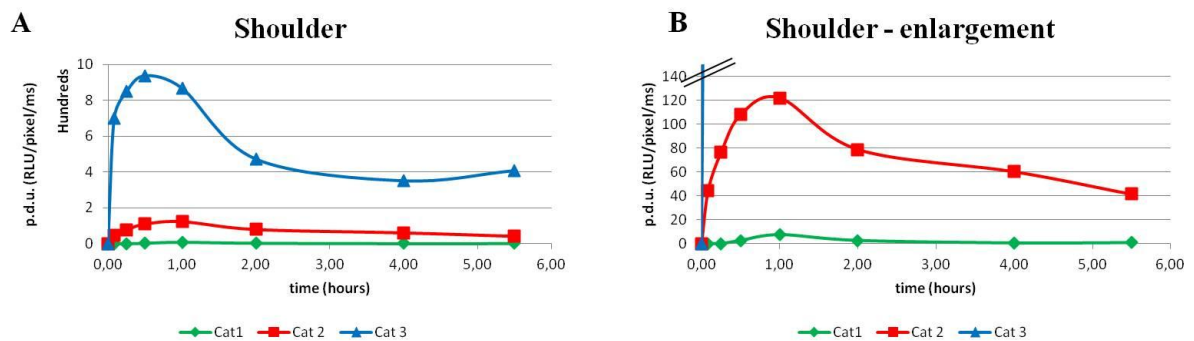 A
Shoulder
p.d.u. (RLU/pixel/ms)
Hundreds
10
8
6
4
2
0
0,00 1,00 2,00 3,00 4,00 5,00 6,00
time (hours)
Cat1 Cat 2 Cat 3
B
Shoulder - enlargement
p.d.u. (RLU/pixel/ms)
140
120
100
80
60
40
20
0
0,00 1,00 2,00 3,00 4,00 5,00 6,00
time (hours)
Cat1 Cat 2 Cat 3